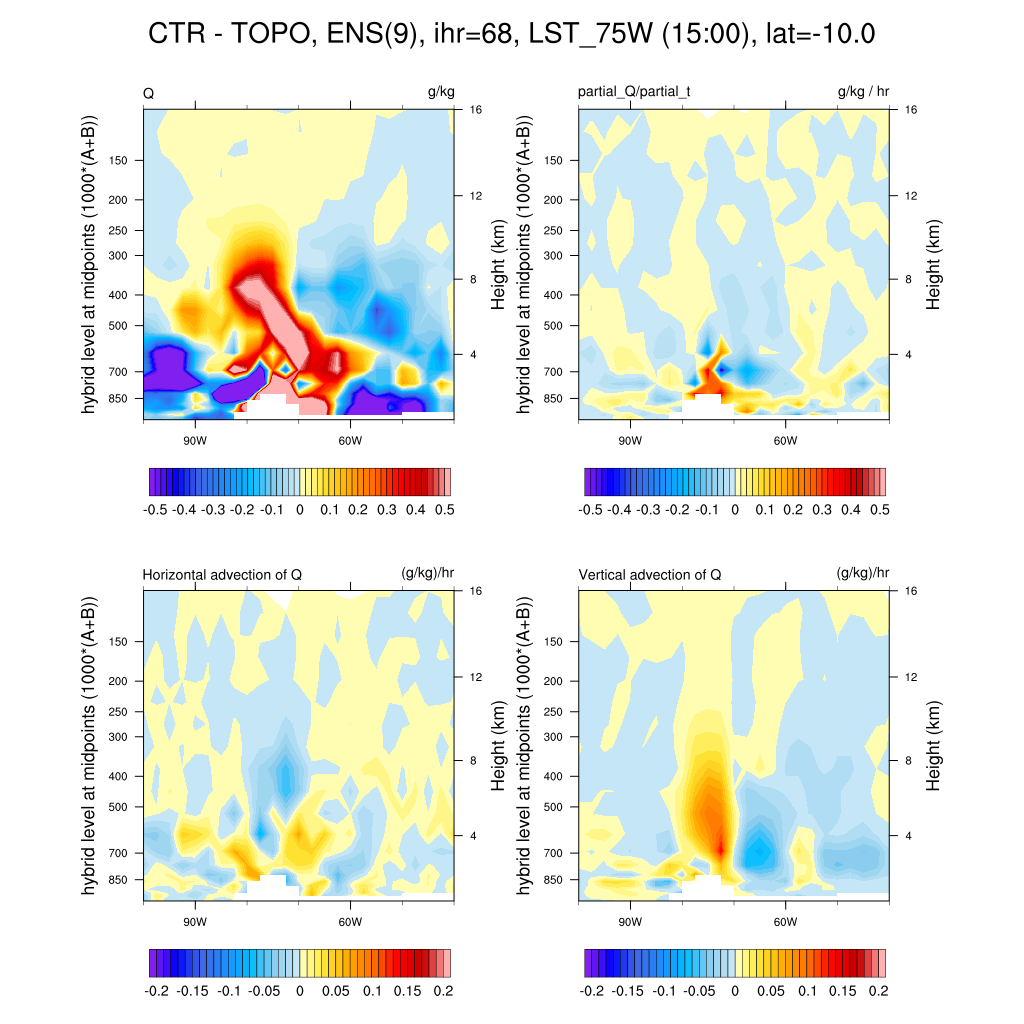 CTR - TOPO, ENS(9), ihr=68, LST_75W (15:00), lat=-10.0
Q g/kg
hybrid level at midpoints (1000*(A+B))
150
200
250
300
400
500
700
850
16
12
8
4
Height (km)
90W 60W
-0.5 -0.4 -0.3 -0.2 -0.1 0 0.1 0.2 0.3 0.4 0.5
partial_Q/partial_t g/kg / hr
hybrid level at midpoints (1000*(A+B))
150
200
250
300
400
500
700
850
16
12
8
4
Height (km)
90W 60W
-0.5 -0.4 -0.3 -0.2 -0.1 0 0.1 0.2 0.3 0.4 0.5
Horizontal advection of Q (g/kg)/hr
hybrid level at midpoints (1000*(A+B))
150
200
250
300
400
500
700
850
16
12
8
4
Height (km)
90W 60W
-0.2 -0.15 -0.1 -0.05 0 0.05 0.1 0.15 0.2
Vertical advection of Q (g/kg)/hr
hybrid level at midpoints (1000*(A+B))
150
200
250
300
400
500
700
850
16
12
8
4
Height (km)
90W 60W
-0.2 -0.15 -0.1 -0.05 0 0.05 0.1 0.15 0.2